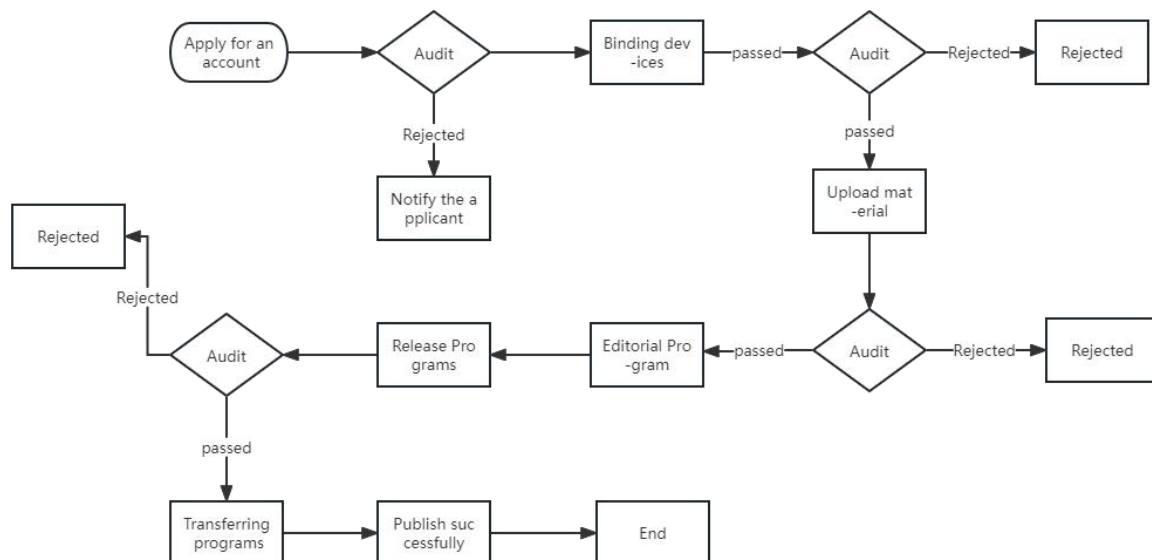 Apply for an
account
Audit
Binding dev
-ices
passed
Audit
Rejected
Rejected
Rejected
Notify the a
pplicant
passed
Upload mat
-erial
Rejected
Rejected
Audit
Release Pro
grams
Editorial Pro
-gram
passed
Audit
Rejected
Rejected
passed
Transferring
programs
Publish suc
cessfully
End